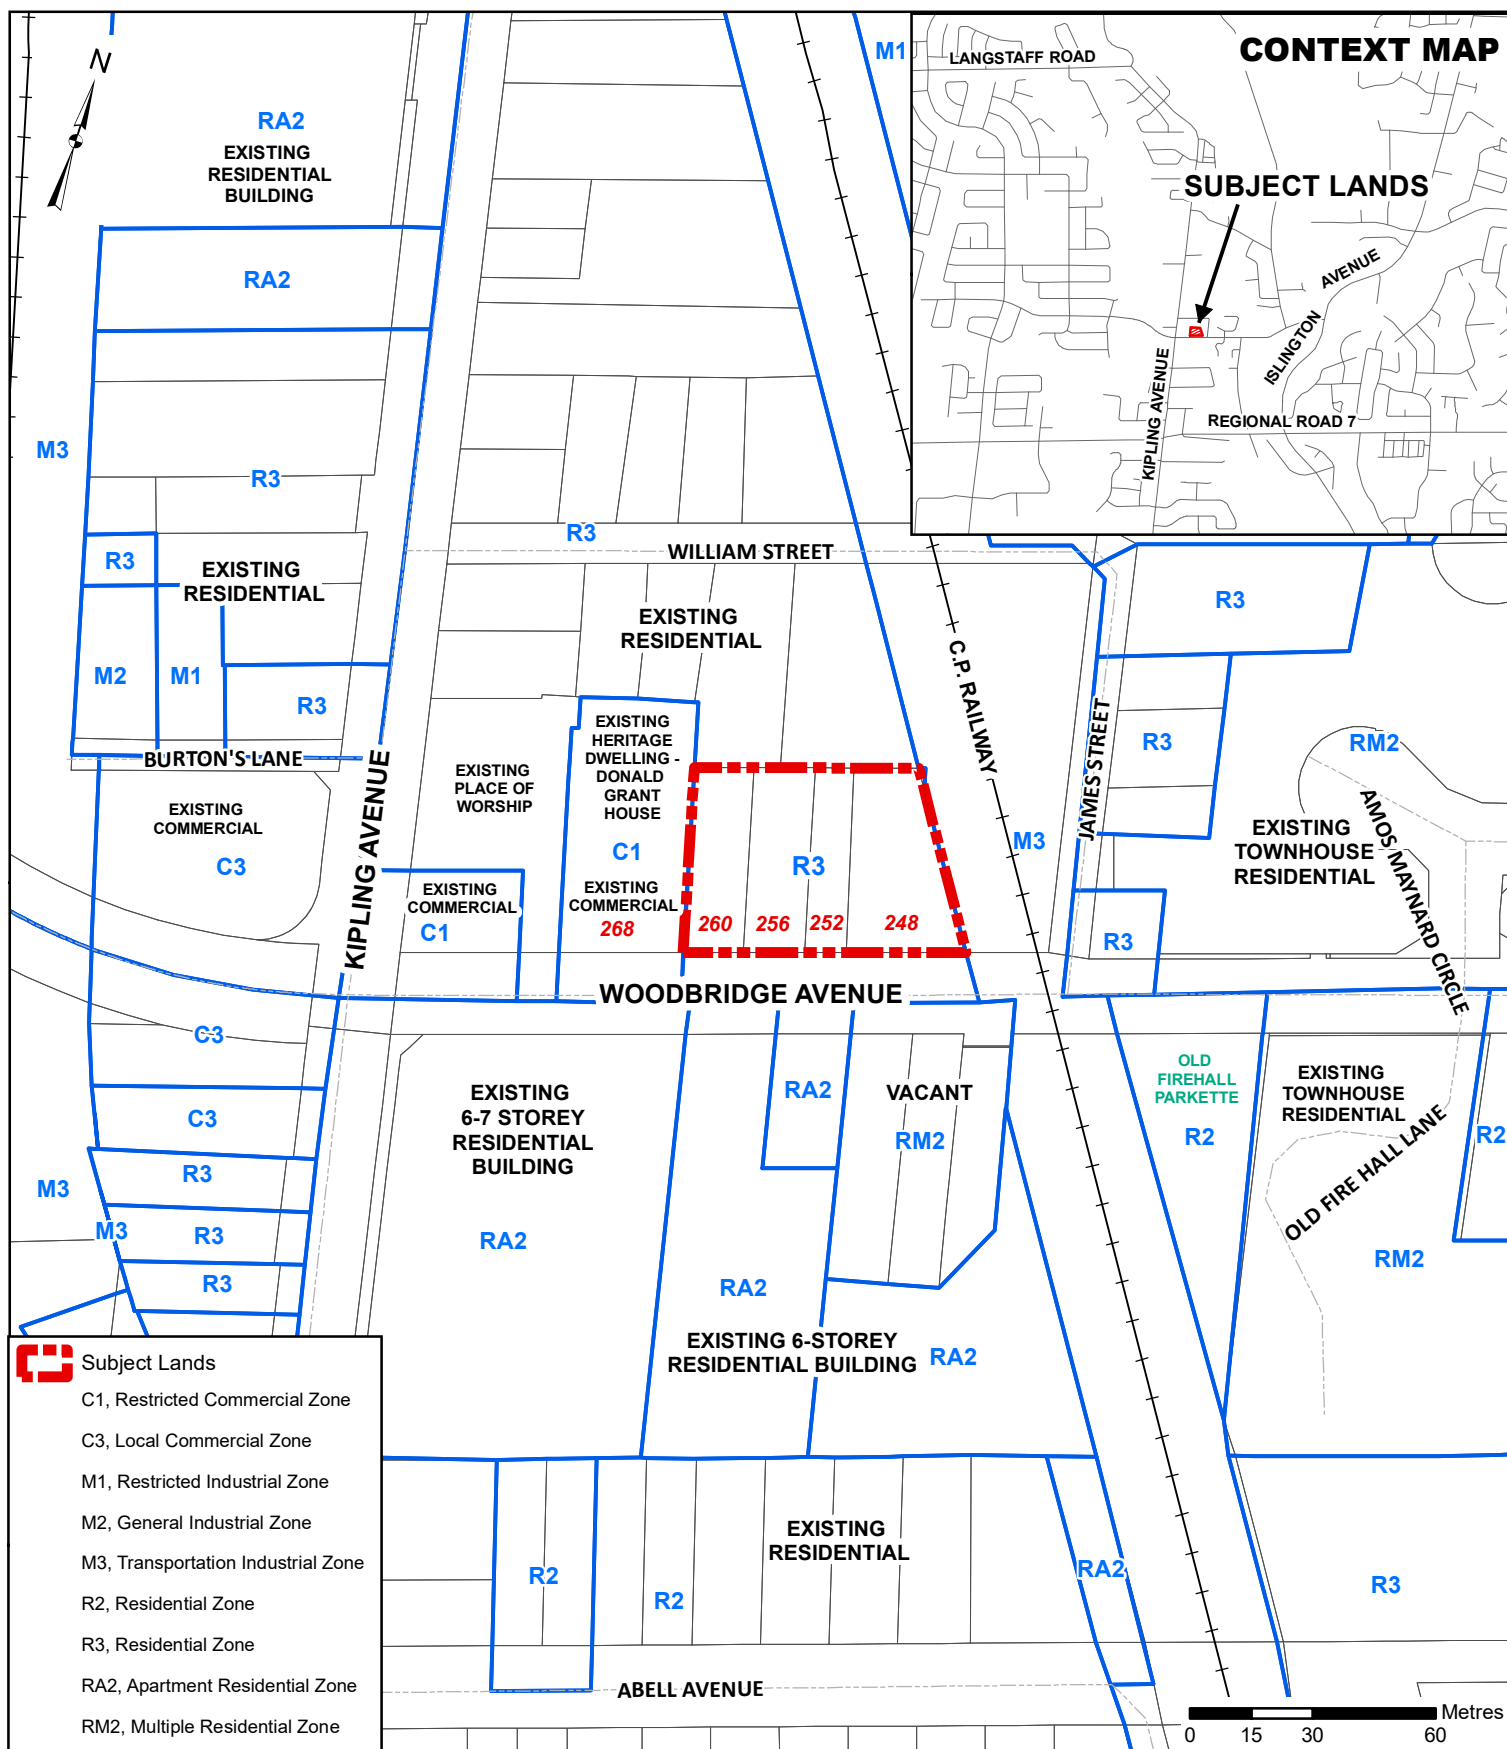 N
RA2
EXISTING
RESIDENTIAL
BUILDING
M1
CONTEXT MAP
LANGSTAFF ROAD
SUBJECT LANDS
ISLINGTON
AVENUE
KIPLING AVENUE
REGIONAL ROAD 7
RA2
M3
R3
R3
EXISTING
RESIDENTIAL
M2
M1
R3
BURTON'S LANE
R3
WILLIAM STREET
EXISTING
RESIDENTIAL
C.P. RAILWAY
M3
JAMES STREET
R3
R3
RM2
AMOS MAYNARD CIRCLE
EXISTING
TOWNHOUSE
RESIDENTIAL
R3
EXISTING
COMMERCIAL
C3
KIPLING AVENUE
EXISTING
PLACE OF
WORSHIP
EXISTING
HERITAGE
DWELLING -
DONALD
GRANT
HOUSE
C1
EXISTING
COMMERCIAL
268
EXISTING
COMMERCIAL
C1
R3
260
256
252
248
WOODBRIDGE AVENUE
C3
C3
R3
M3
M3
R3
R3
EXISTING
6-7 STOREY
RESIDENTIAL
BUILDING
RA2
RA2
VACANT
RM2
RA2
EXISTING 6-STOREY
RESIDENTIAL BUILDING
RA2
OLD
FIREHALL
PARKETTE
R2
EXISTING
TOWNHOUSE
RESIDENTIAL
OLD FIRE HALL LANE
R2
RM2
R2
R2
EXISTING
RESIDENTIAL
RA2
R3
ABELL AVENUE
Subject Lands
C1, Restricted Commercial Zone
C3, Local Commercial Zone
M1, Restricted Industrial Zone
M2, General Industrial Zone
M3, Transportation Industrial Zone
R2, Residential Zone
R3, Residential Zone
RA2, Apartment Residential Zone
RM2, Multiple Residential Zone
Metres
0 15 30 60